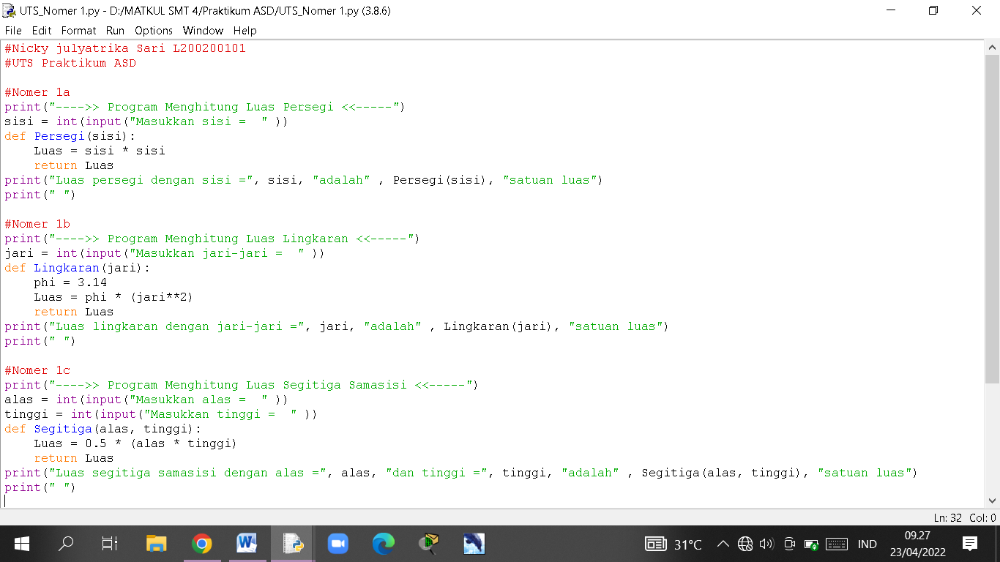 UTS_Nomer 1.py - D:/MATKUL SMT 4/Praktikum ASD/UTS_Nomer 1.py (3.8.6)
File Edit Format Run Options Window Help
#Nicky julyatrika Sari L200200101
#UTS Praktikum ASD

#Nomer 1a
print("---->> Program Menghitung Luas Persegi <<-----")
sisi = int(input("Masukkan sisi =  " ))
def Persegi(sisi):
    Luas = sisi * sisi
    return Luas
print("Luas persegi dengan sisi =", sisi, "adalah" , Persegi(sisi), "satuan luas")
print(" ")

#Nomer 1b
print("---->> Program Menghitung Luas Lingkaran <<-----")
jari = int(input("Masukkan jari-jari =  " ))
def Lingkaran(jari):
    phi = 3.14
    Luas = phi * (jari**2)
    return Luas
print("Luas lingkaran dengan jari-jari =", jari, "adalah" , Lingkaran(jari), "satuan luas")
print(" ")

#Nomer 1c
print("---->> Program Menghitung Luas Segitiga Samasisi <<-----")
alas = int(input("Masukkan alas =  " ))
tinggi = int(input("Masukkan tinggi =  " ))
def Segitiga(alas, tinggi):
    Luas = 0.5 * (alas * tinggi)
    return Luas
print("Luas segitiga samasisi dengan alas =", alas, "dan tinggi =", tinggi, "adalah" , Segitiga(alas, tinggi), "satuan luas")
print(" ")
Ln: 32 Col: 0
31°C IND 09.27
23/04/2022